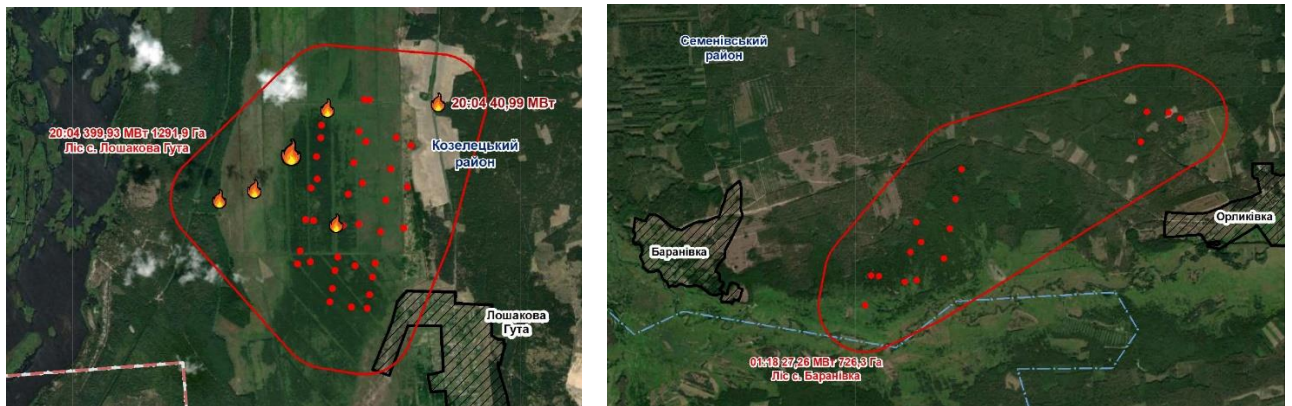 20:04 40,99 МВт
20:04 399,93 МВт 1291,9 Га
Ліс с. Лошакова Гута
Козелецький
район
Лошакова
Гута
Семенівський
район
Баранівка
Орликівка
01:18 27,26 МВт 726,3 Га
Ліс с. Баранівка